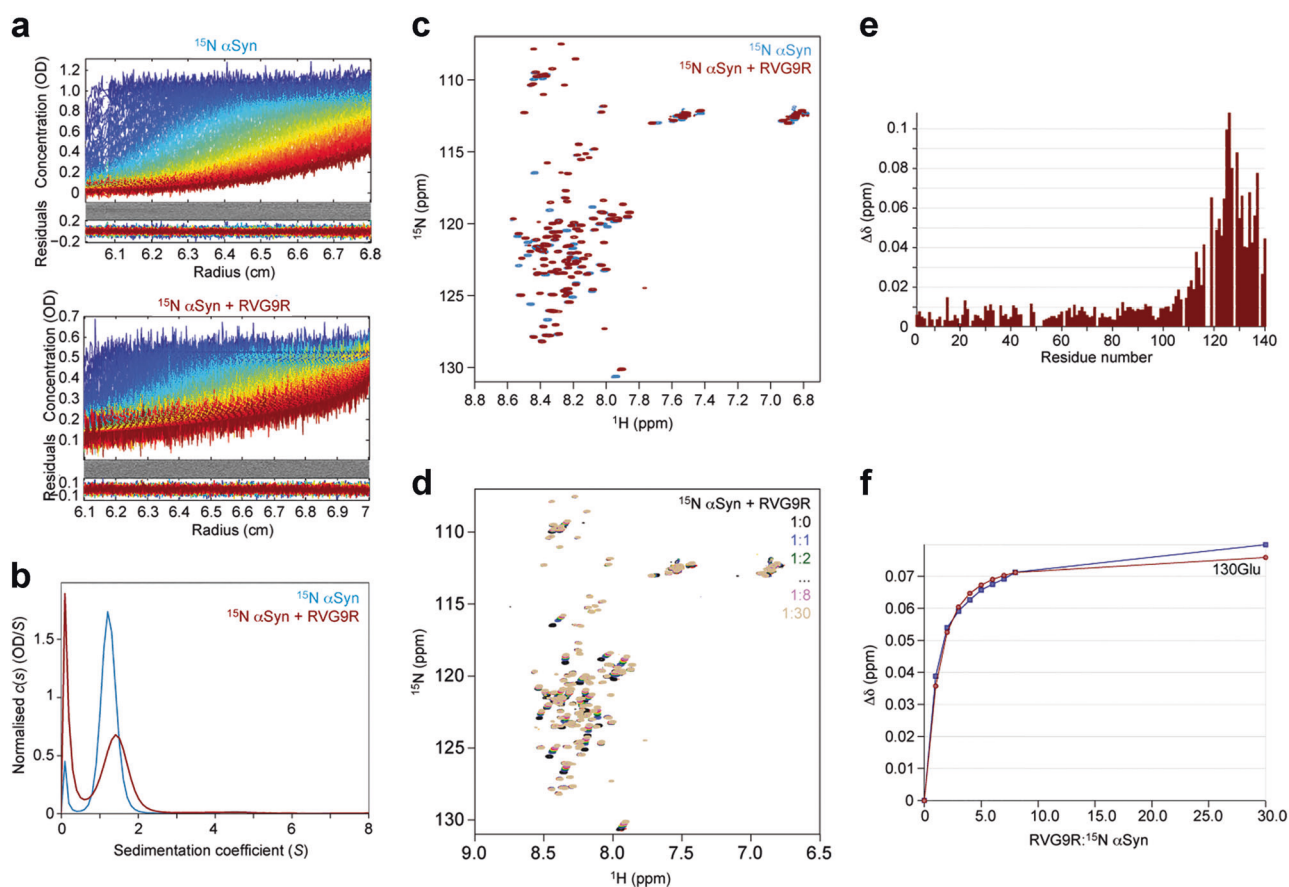 a
¹⁵N αSyn
Concentration (OD)
1.2
1.0
0.8
0.6
0.4
0.2
0
Residuals
0.2
−0.2
6.1 6.2 6.3 6.4 6.5 6.6 6.7 6.8
Radius (cm)
¹⁵N αSyn + RVG9R
Concentration (OD)
0.7
0.6
0.5
0.4
0.3
0.2
0.1
Residuals
0.1
−0.1
6.1 6.2 6.3 6.4 6.5 6.6 6.7 6.8 6.9 7
Radius (cm)
b
¹⁵N αSyn
¹⁵N αSyn + RVG9R
Normalised c(s) (OD/S)
1.5
1
0.5
0
0 2 4 6 8
Sedimentation coefficient (S)
c
¹⁵N αSyn
¹⁵N αSyn + RVG9R
¹⁵N (ppm)
110
115
120
125
130
8.8 8.6 8.4 8.2 8.0 7.8 7.6 7.4 7.2 7.0 6.8
¹H (ppm)
d
¹⁵N αSyn + RVG9R
1:0
1:1
1:2
...
1:8
1:30
¹⁵N (ppm)
110
115
120
125
130
9.0 8.5 8.0 7.5 7.0 6.5
¹H (ppm)
e
Δδ (ppm)
0.1
0.08
0.06
0.04
0.02
0
0 20 40 60 80 100 120 140
Residue number
f
130Glu
Δδ (ppm)
0.07
0.06
0.05
0.04
0.03
0.02
0.01
0
0 5.0 10.0 15.0 20.0 25.0 30.0
RVG9R:¹⁵N αSyn